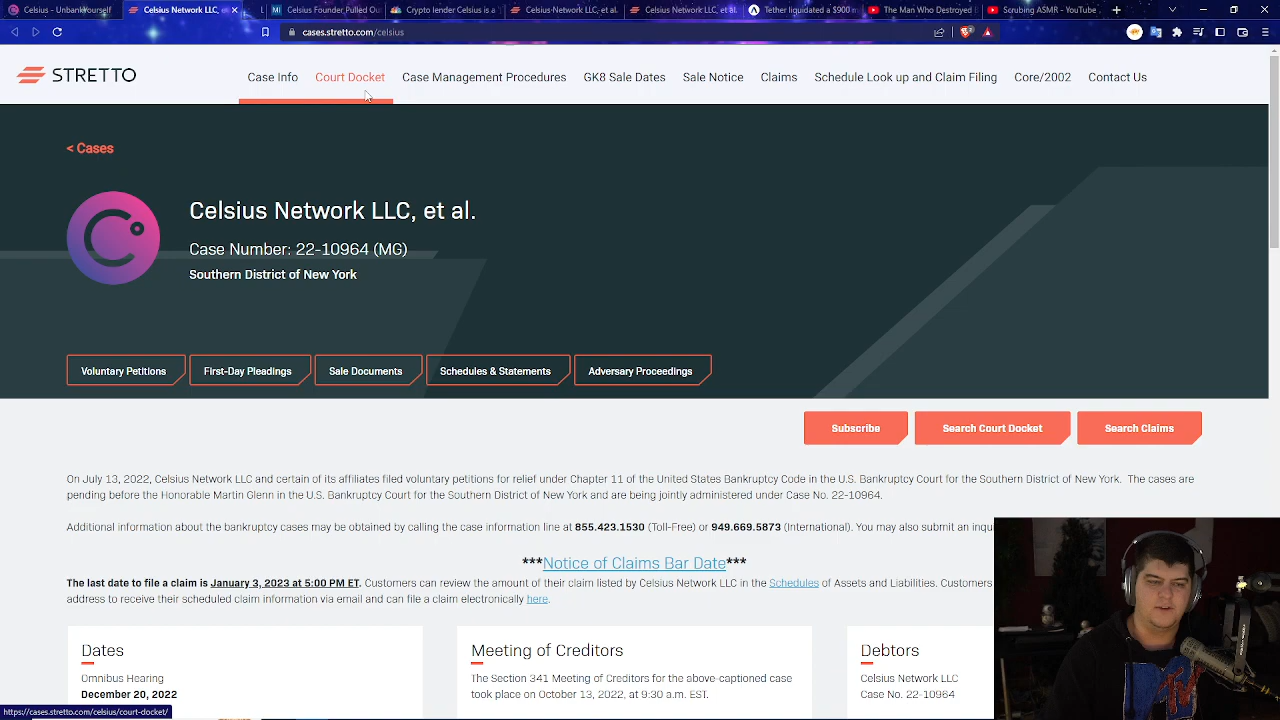 Celsius - UnbankYourself
Celsius Network LLC, et
Celsius Founder Pulled Ou
Crypto lender Celsius is a
Celsius-Network-LLC, et al.
Celsius Network LLC, et al.
Tether liquidated a $900 m
The Man Who Destroyed
Scrubing ASMR - YouTube
cases.stretto.com/celsius
STRETTO
Case Info
Court Docket
Case Management Procedures
GK8 Sale Dates
Sale Notices
Claims
Schedule Look up and Claim Filing
Core/2002
Contact Us
< Cases
Celsius Network LLC, et al.
Case Number: 22-10964 (MG)
Southern District of New York
Voluntary Petitions
First-Day Pleadings
Sale Documents
Schedules & Statements
Adversary Proceedings
Subscribe
Search Court Docket
Search Claims
On July 13, 2022, Celsius Network LLC and certain of its affiliates filed voluntary petitions for relief under Chapter 11 of the United States Bankruptcy Code in the U.S. Bankruptcy Court for the Southern District of New York. The cases are
pending before the Honorable Martin Glenn in the U.S. Bankruptcy Court for the Southern District of New York and are being jointly administered under Case No. 22-10964.
Additional information about the bankruptcy cases may be obtained by calling the case information line at 855.423.1530 (Toll-Free) or 949.669.5873 (International). You may also submit an inqu
***Notice of Claims Bar Date***
The last date to file a claim is January 3, 2023 at 5:00 PM ET. Customers can review the amount of their claim listed by Celsius Network LLC in the Schedules of Assets and Liabilities. Customers
address to receive their scheduled claim information via email and can file a claim electronically here.
Dates
Omnibus Hearing
December 20, 2022
Meeting of Creditors
The Section 341 Meeting of Creditors for the above-captioned case
took place on October 13, 2022, at 9:30 a.m. EST.
Debtors
Celsius Network LLC
Case No. 22-10964
https://cases.stretto.com/celsius/court-docket/